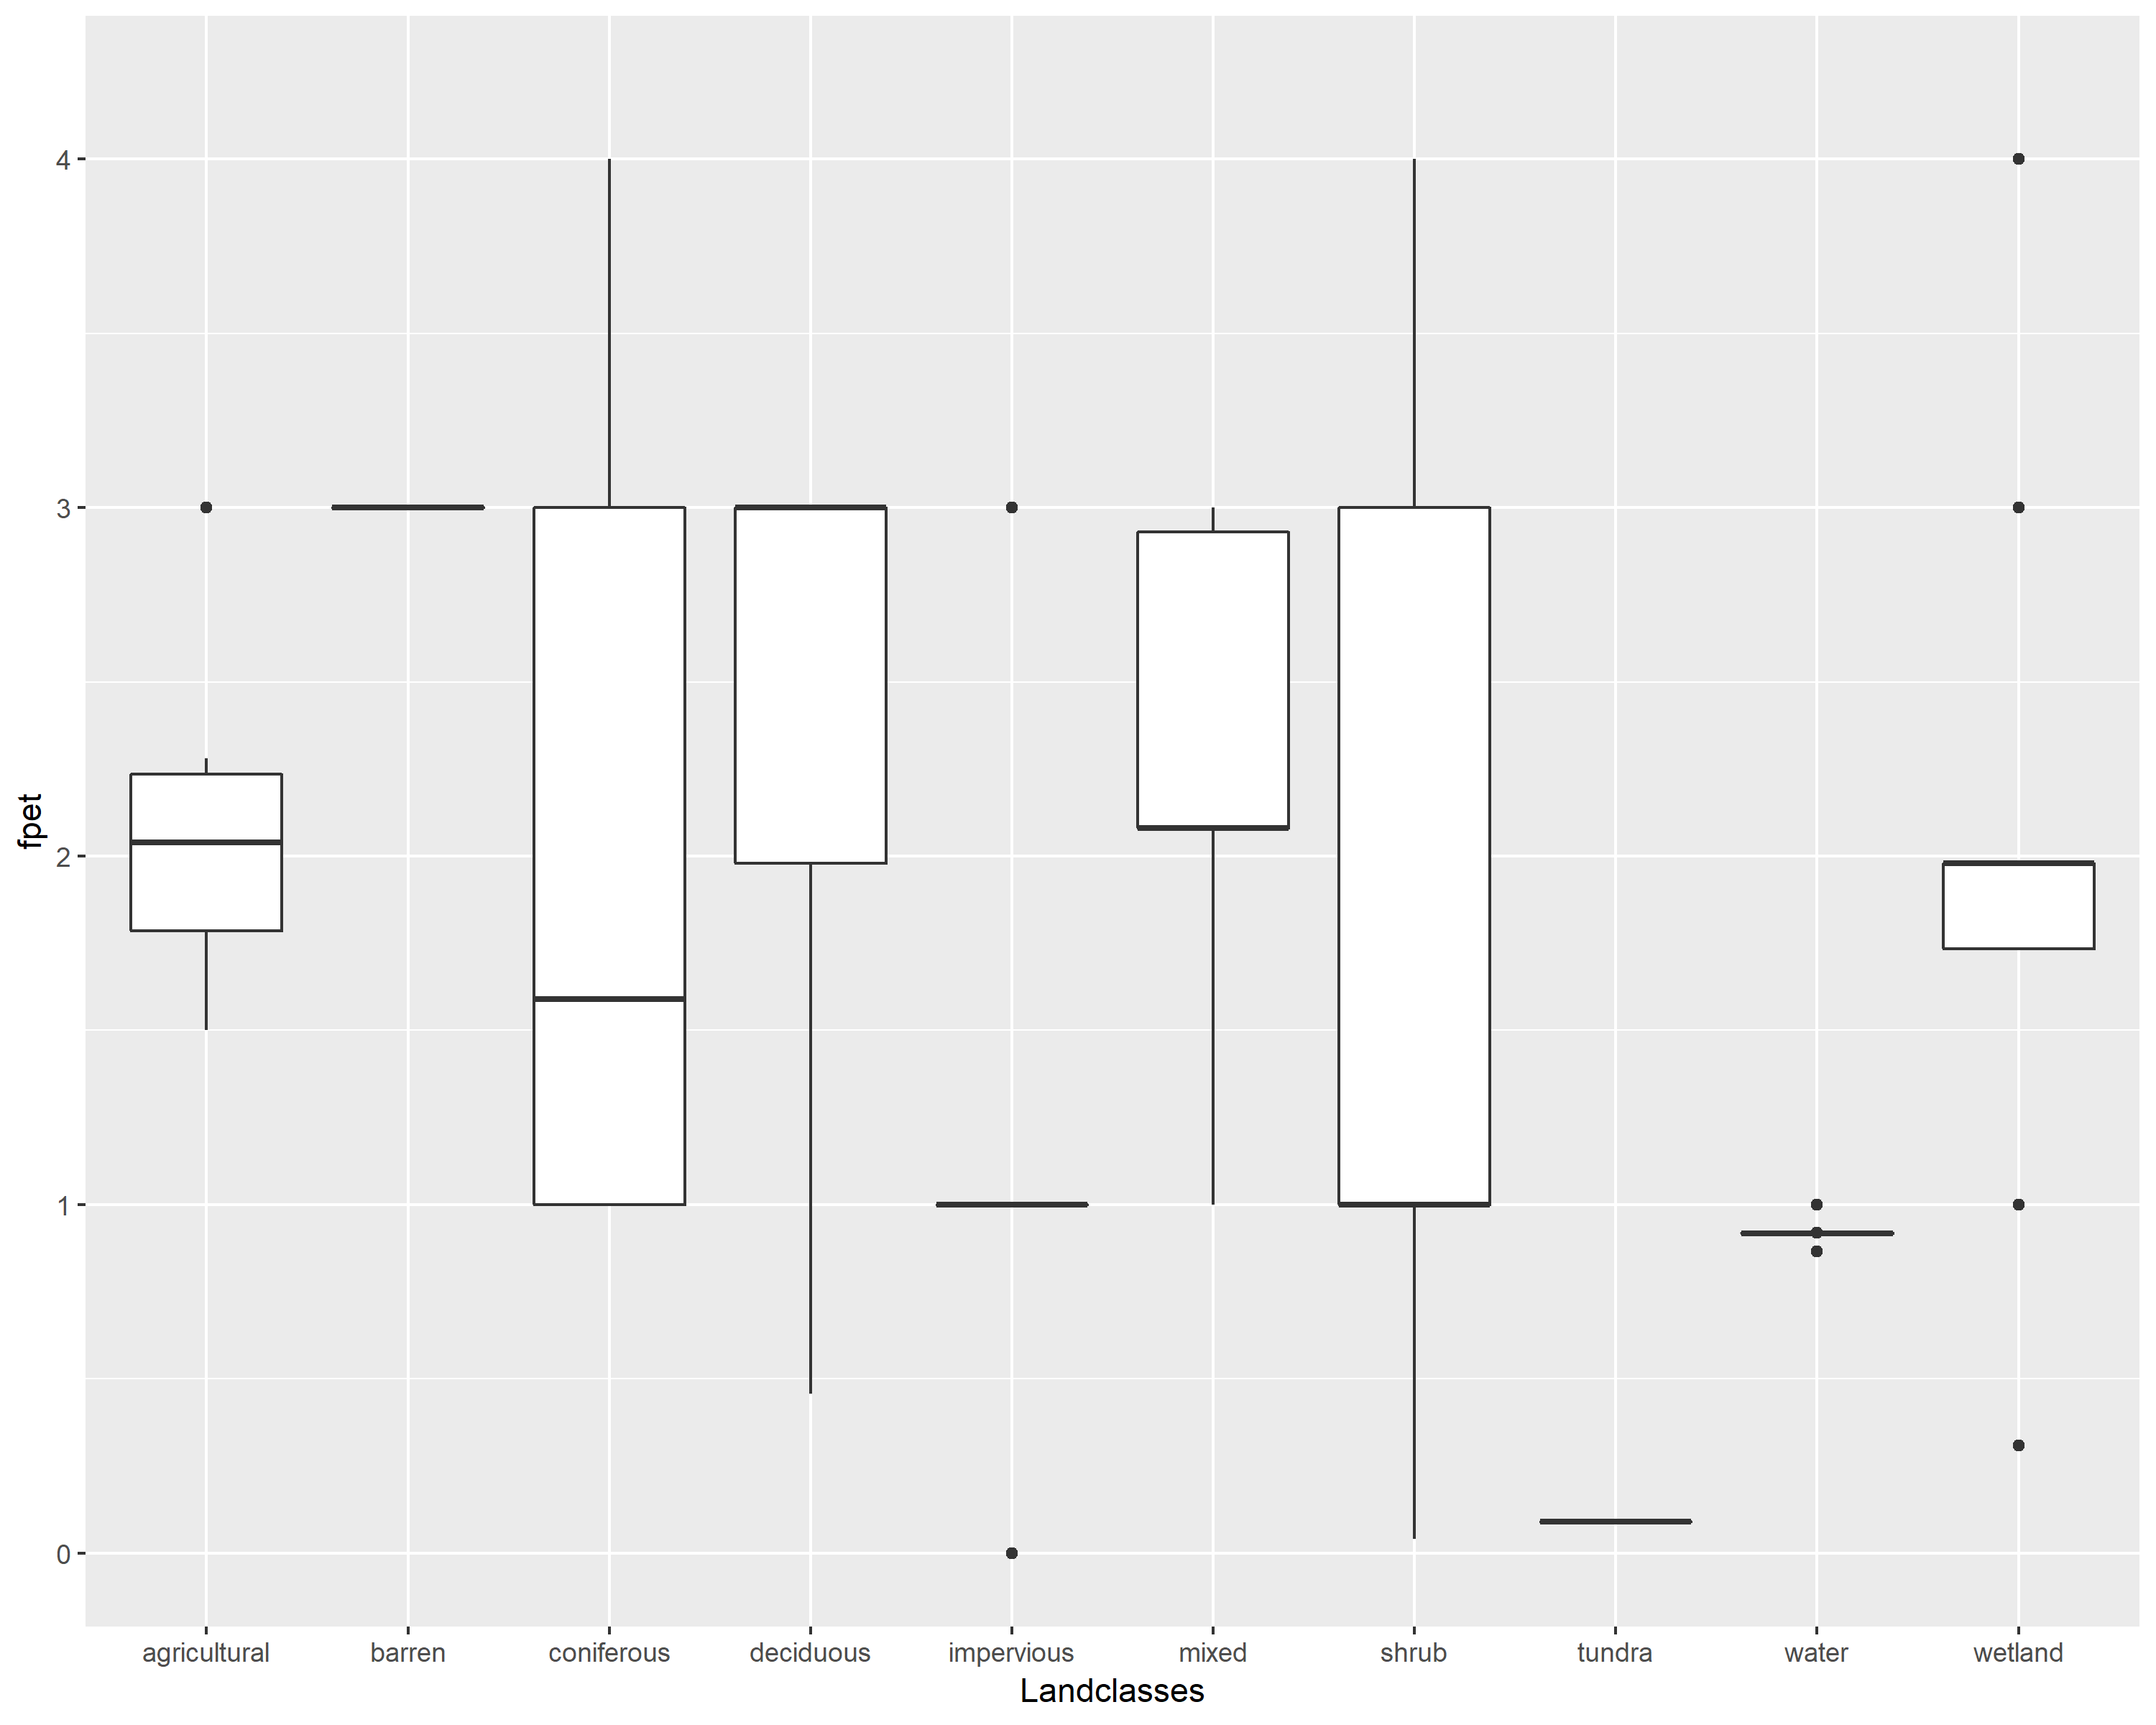 fpet
4
3
2
1
0
agricultural barren coniferous deciduous impervious mixed shrub tundra water wetland
Landclasses